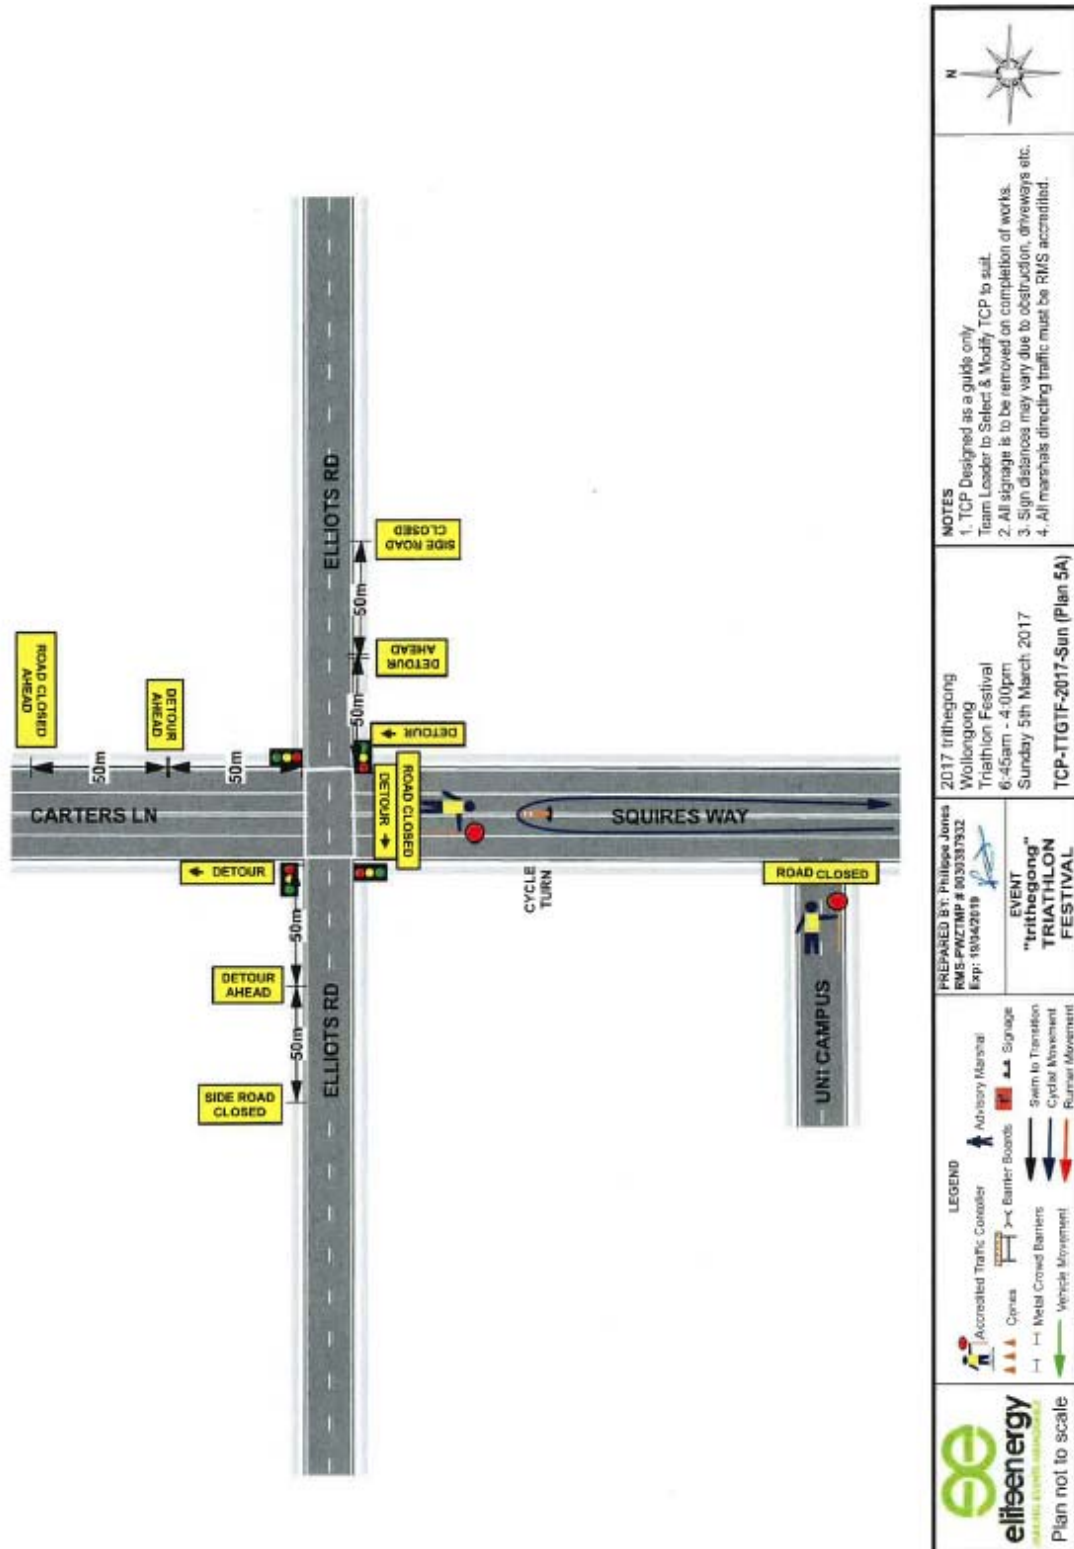 ROAD CLOSED
AHEAD
50m
DETOUR
AHEAD
50m
CARTERS LN
ELLIOTS RD
SIDE ROAD
CLOSED
50m
DETOUR
AHEAD
50m
DETOUR
ROAD CLOSED
DETOUR
DETOUR
50m
DETOUR
AHEAD
50m
SIDE ROAD
CLOSED
ELLIOTS RD
SQUIRES WAY
CYCLE
TURN
ROAD CLOSED
UNI CAMPUS
eliteenergy
Plan not to scale
LEGEND
Accredited Traffic Controller
Advisory Marshal
Cones
Barrier Boards
Signage
Metal Crowd Barriers
Swim to Transition
Vehicle Movement
Cyclist Movement
Runner Movement
PREPARED BY: Philippe Jones
RMS-PWZTMP # 0030387932
Exp: 19/04/2019
EVENT
"trithegong"
TRIATHLON
FESTIVAL
2017 trithegong
Wollongong
Triathlon Festival
6:45am - 4:00pm
Sunday 5th March 2017
TCP-TTGTF-2017-Sun (Plan 5A)
NOTES
1. TCP Designed as a guide only
Team Leader to Select & Modify TCP to suit.
2. All signage is to be removed on completion of works.
3. Sign distances may vary due to obstruction, driveways etc.
4. All marshals directing traffic must be RMS accredited.
N